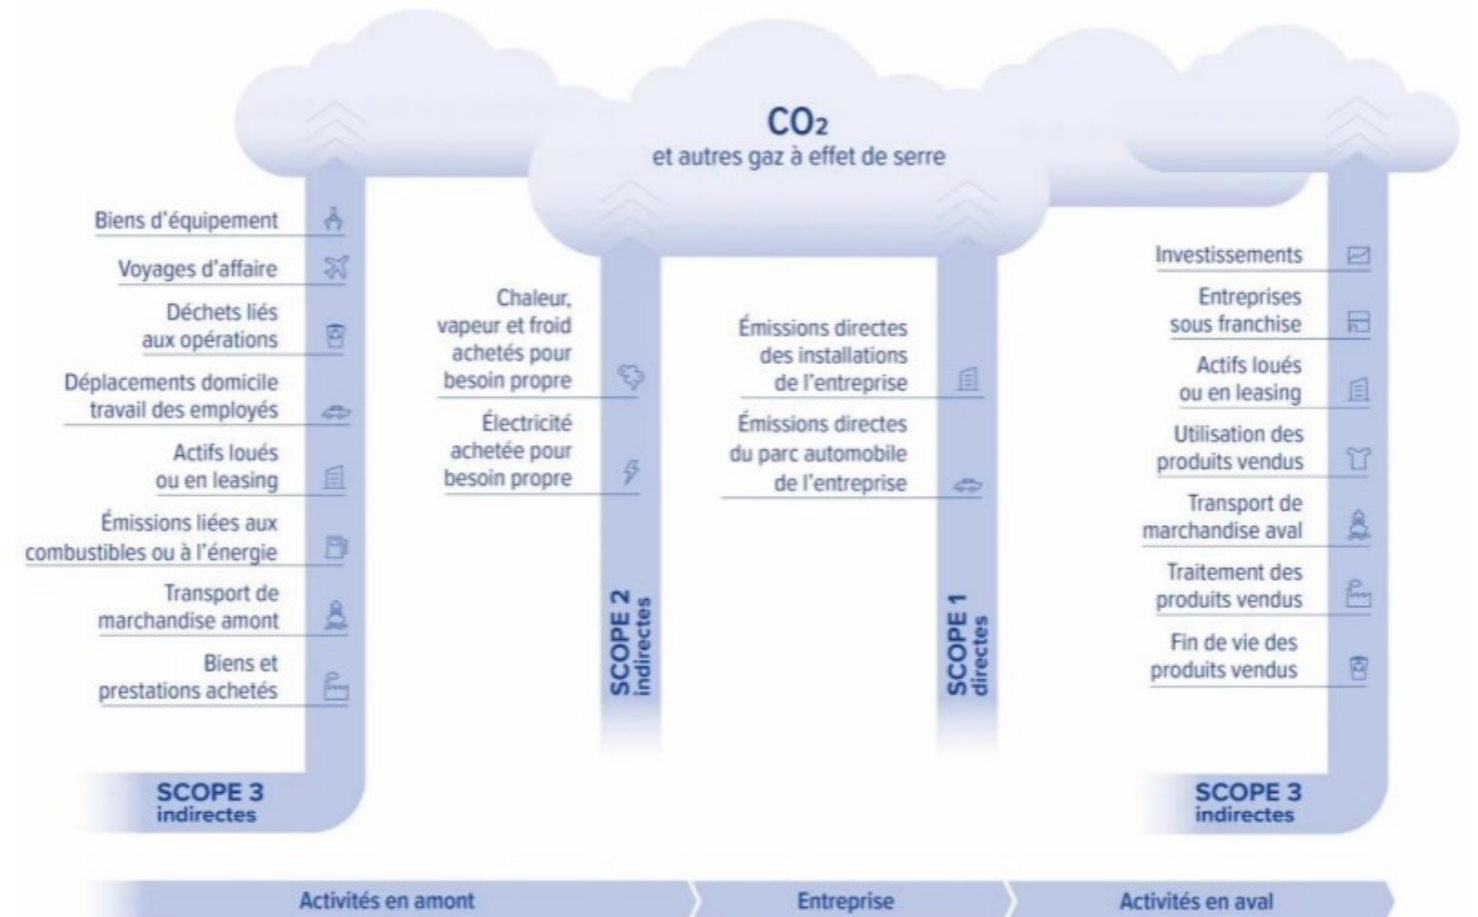 CO₂
et autres gaz à effet de serre
Biens d'équipement
Voyages d'affaire
Déchets liés
aux opérations
Déplacements domicile
travail des employés
Actifs loués
ou en leasing
Émissions liées aux
combustibles ou à l'énergie
Transport de
marchandise amont
Biens et
prestations achetés
SCOPE 3
indirectes
Chaleur,
vapeur et froid
achetés pour
besoin propre
Électricité
achetée pour
besoin propre
SCOPE 2
indirectes
Émissions directes
des installations
de l'entreprise
Émissions directes
du parc automobile
de l'entreprise
SCOPE 1
directes
Investissements
Entreprises
sous franchise
Actifs loués
ou en leasing
Utilisation des
produits vendus
Transport de
marchandise aval
Traitement des
produits vendus
Fin de vie des
produits vendus
SCOPE 3
indirectes
Activités en amont
Entreprise
Activités en aval